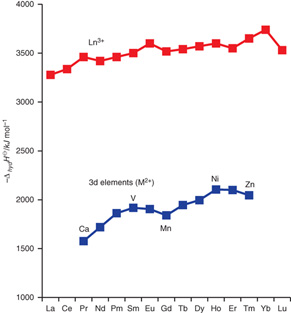 4000
Ln³⁺
3500
3000
−Δ hydH⊖/kJ mol⁻¹
2500
3d elements (M²⁺)
Ni
Zn
V
2000
Ca
Mn
1500
1000
La Ce Pr Nd Pm Sm Eu Gd Tb Dy Ho Er Tm Yb Lu